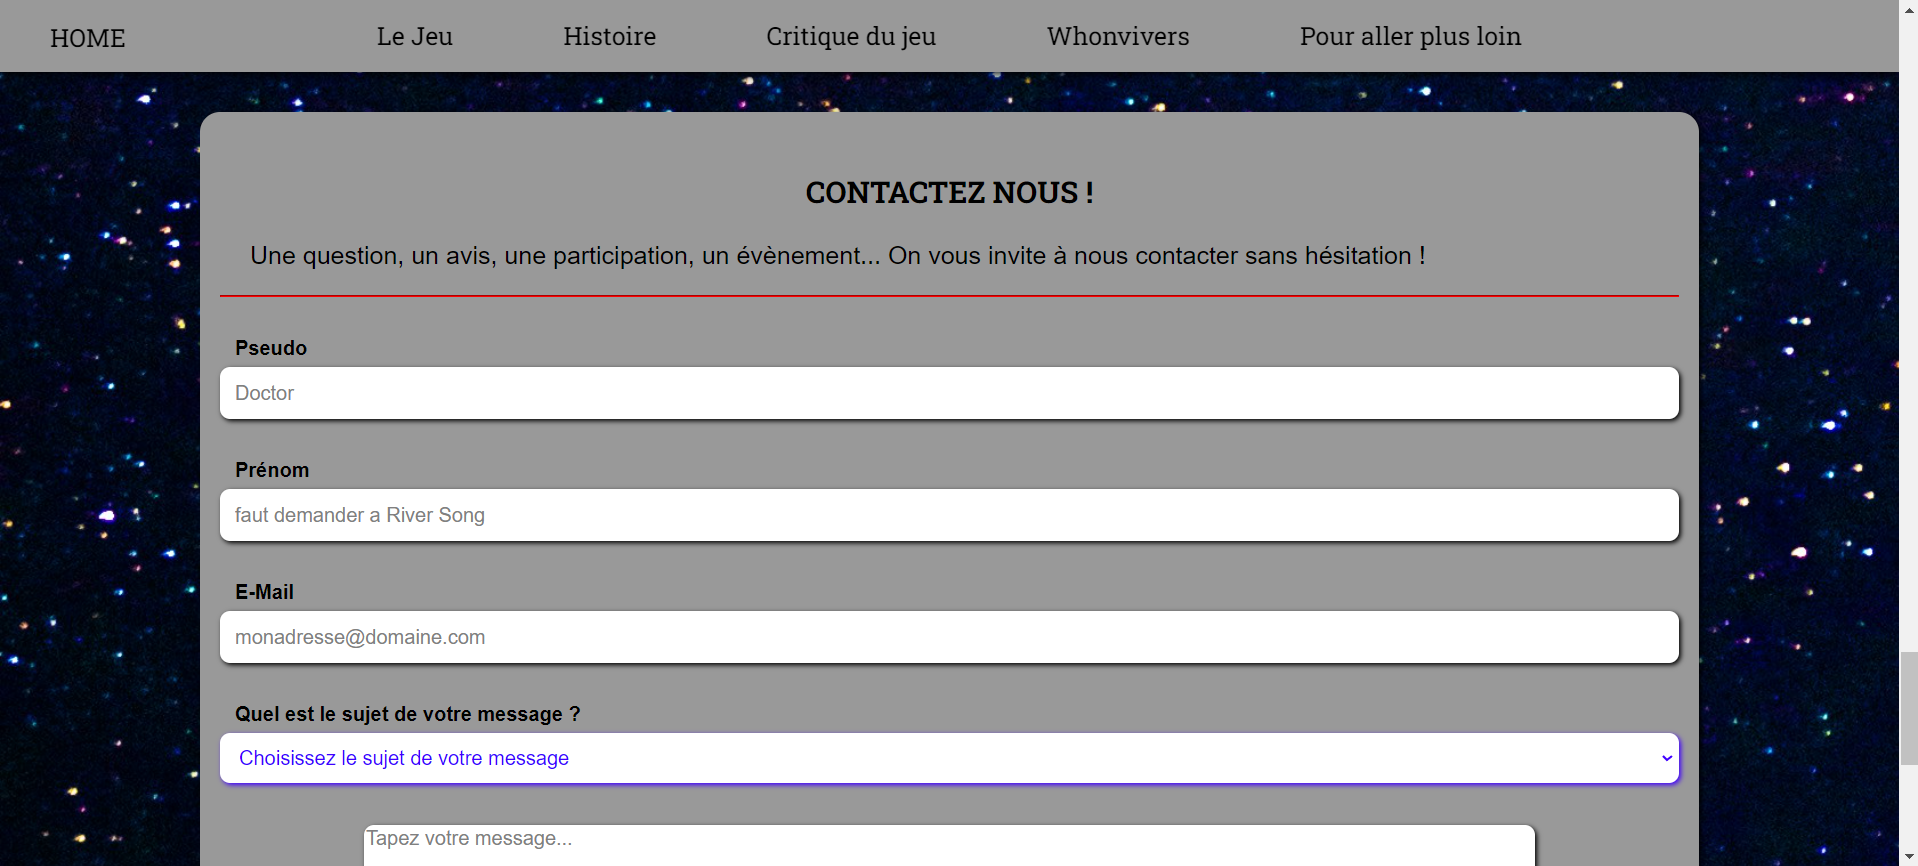 HOME
Le Jeu
Histoire
Critique du jeu
Whonvivers
Pour aller plus loin
CONTACTEZ NOUS !
Une question, un avis, une participation, un évènement... On vous invite à nous contacter sans hésitation !
Pseudo
Doctor
Prénom
faut demander a River Song
E-Mail
monadresse@domaine.com
Quel est le sujet de votre message ?
Choisissez le sujet de votre message
Tapez votre message...